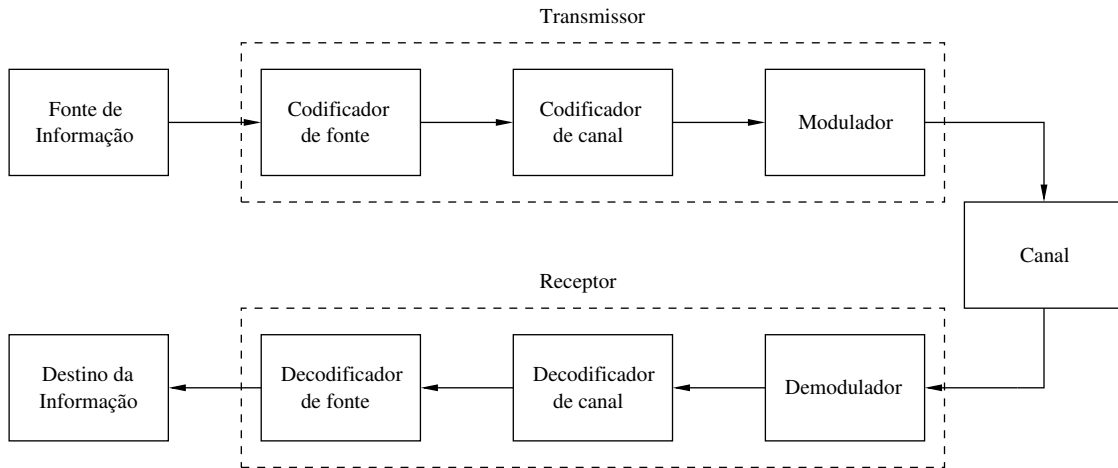 Transmissor
Fonte de
Informação
Codificador
de fonte
Codificador
de canal
Modulador
Canal
Receptor
Destino da
Informação
Decodificador
de fonte
Decodificador
de canal
Demodulador